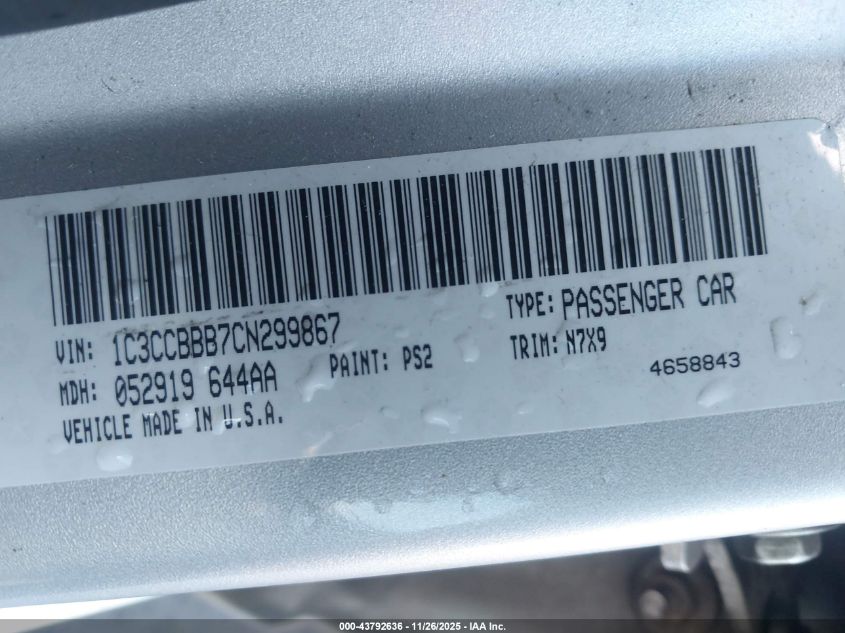 VIN: 1C3CCBBB7CN299867
TYPE: PASSENGER CAR
MDH: 052919 644AA
PAINT: PS2
TRIM: N7X9
VEHICLE MADE IN U.S.A.
4658843
000-43792636 - 11/26/2025 - IAA Inc.